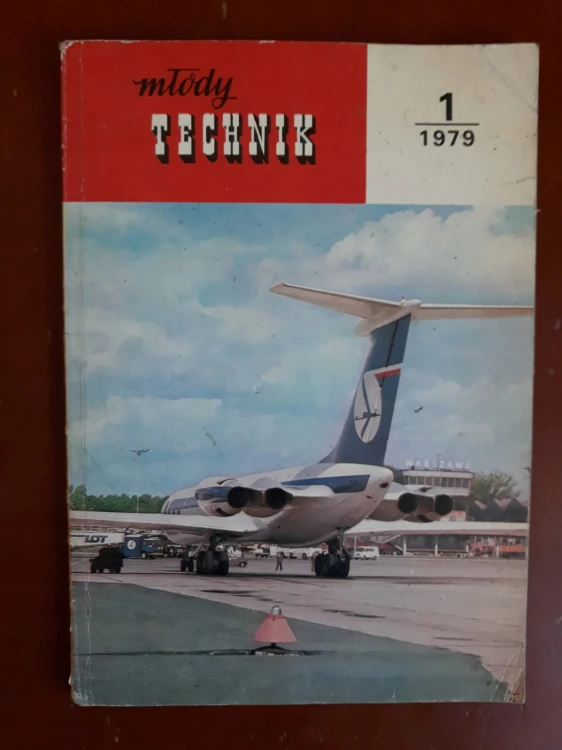 młody
TECHNIK
1
1979
WARSZAWA
LOT